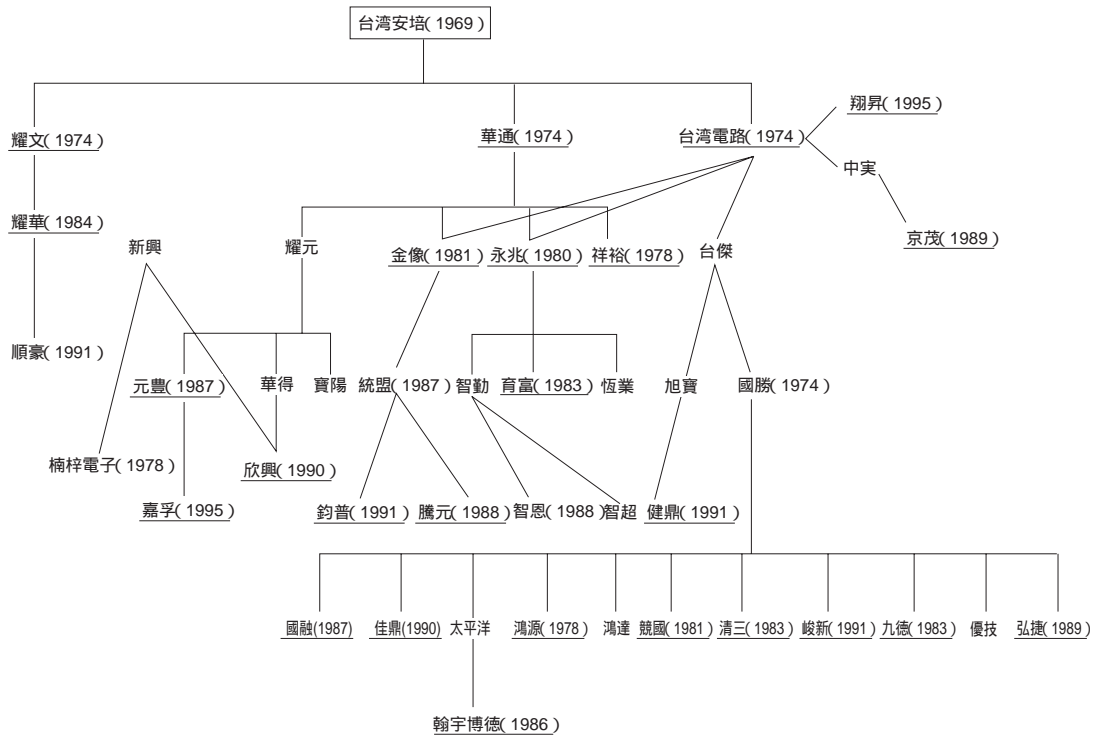 台湾安培(1969)
翔昇(1995)
耀文(1974)
華通(1974)
台湾電路(1974)
中実
耀華(1984)
新興
耀元
金像(1981)
永兆(1980)
祥裕(1978)
台傑
京茂(1989)
順豪(1991)
元豊(1987)
華得
寶陽
統盟(1987)
智勤
育富(1983)
恆業
旭寶
國勝(1974)
楠梓電子(1978)
欣興(1990)
嘉孚(1995)
鈞普(1991)
騰元(1988)
智恩(1988)
智超
健鼎(1991)
國融(1987)
佳鼎(1990)
太平洋
鴻源(1978)
鴻達
競國(1981)
清三(1983)
峻新(1991)
九德(1983)
優技
弘捷(1989)
翰宇博德(1986)